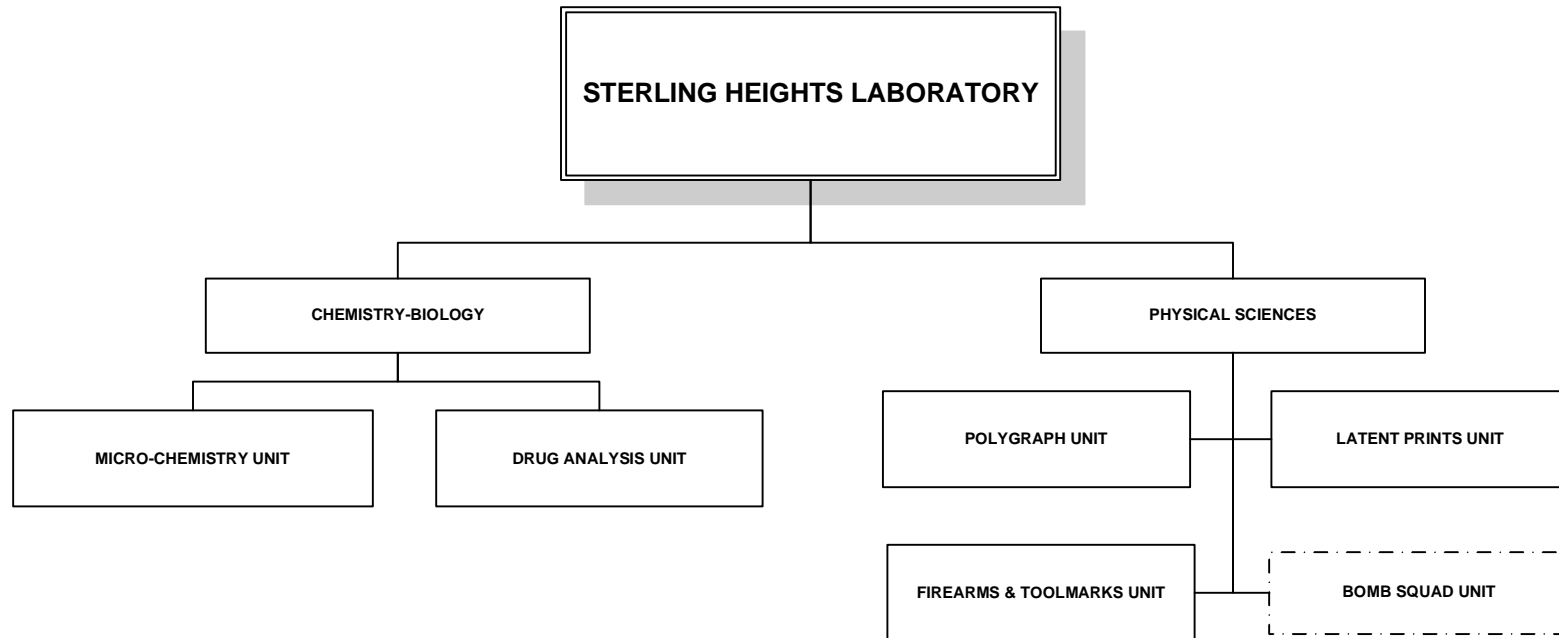 STERLING HEIGHTS LABORATORY
CHEMISTRY-BIOLOGY
PHYSICAL SCIENCES
MICRO-CHEMISTRY UNIT
DRUG ANALYSIS UNIT
POLYGRAPH UNIT
LATENT PRINTS UNIT
FIREARMS & TOOLMARKS UNIT
BOMB SQUAD UNIT